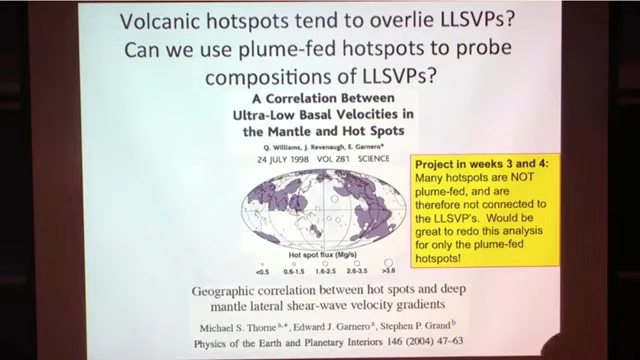 Volcanic hotspots tend to overlie LLSVPs?
Can we use plume-fed hotspots to probe
compositions of LLSVPs?
A Correlation Between
Ultra-Low Basal Velocities in
the Mantle and Hot Spots
Q. Williams, J. Revenaugh, E. Garnero*
24 JULY 1998 VOL 281 SCIENCE
Project in weeks 3 and 4:
Many hotspots are NOT
plume-fed, and are
therefore not connected to
the LLSVP's. Would be
great to redo this analysis
for only the plume-fed
hotspots!
Hot spot flux (Mg/s)
<0.5 0.6-1.5 1.6-2.5 2.6-3.5 >3.6
Geographic correlation between hot spots and deep
mantle lateral shear-wave velocity gradients
Michael S. Thorne a,*, Edward J. Garnero a, Stephen P. Grand b
Physics of the Earth and Planetary Interiors 146 (2004) 47–63